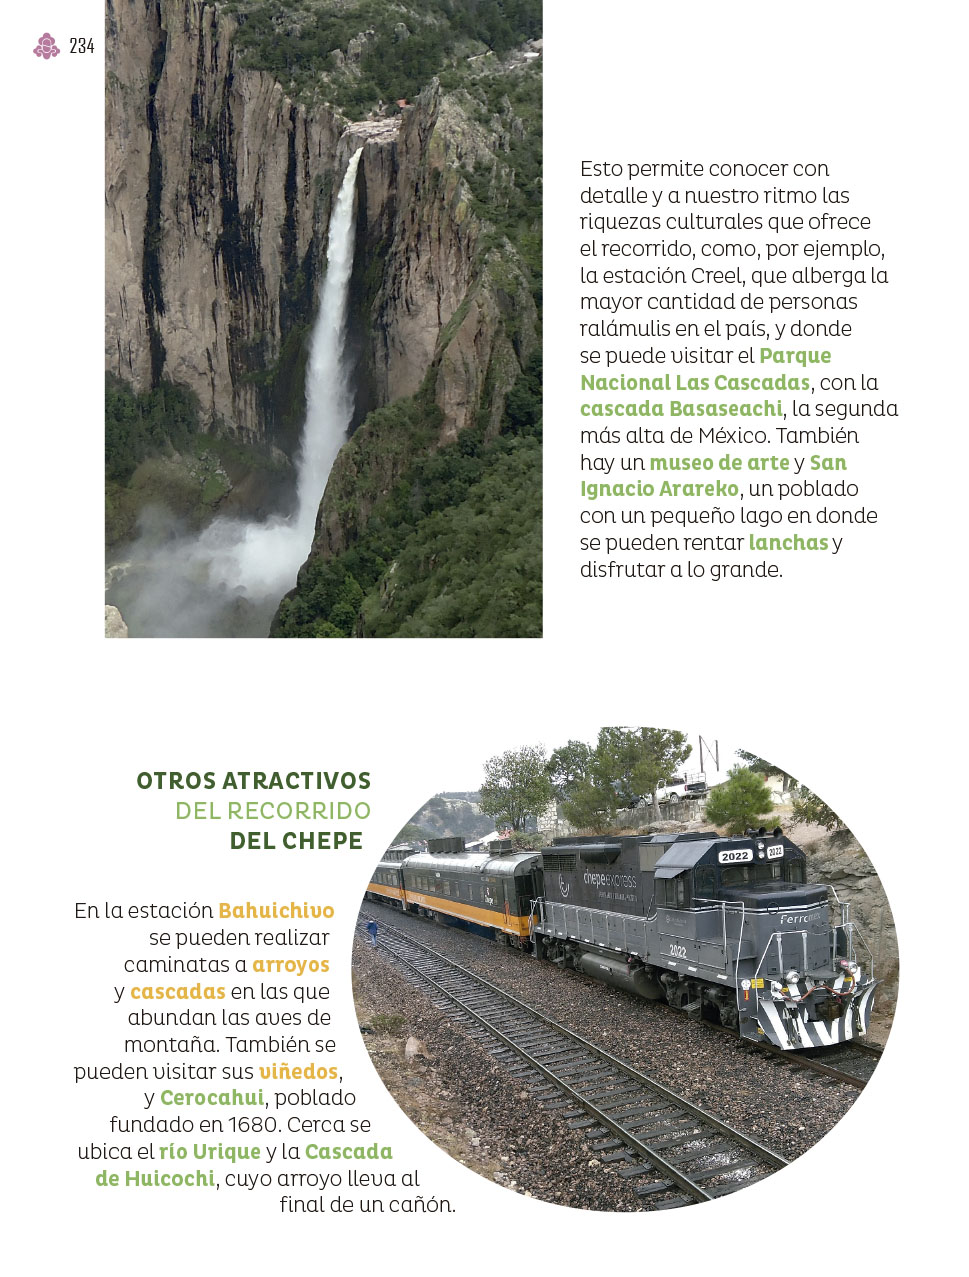 234
Esto permite conocer con
detalle y a nuestro ritmo las
riquezas culturales que ofrece
el recorrido, como, por ejemplo,
la estación Creel, que alberga la
mayor cantidad de personas
ralámulis en el país, y donde
se puede visitar el Parque
Nacional Las Cascadas, con la
cascada Basaseachi, la segunda
más alta de México. También
hay un museo de arte y San
Ignacio Arareko, un poblado
con un pequeño lago en donde
se pueden rentar lanchas y
disfrutar a lo grande.
OTROS ATRACTIVOS
DEL RECORRIDO
DEL CHEPE
En la estación Bahuichivo
se pueden realizar
caminatas a arroyos
y cascadas en las que
abundan las aves de
montaña. También se
pueden visitar sus viñedos,
y Cerocahui, poblado
fundado en 1680. Cerca se
ubica el río Urique y la Cascada
de Huicochi, cuyo arroyo lleva al
final de un cañón.
2022
2022
chepe express
Chepe
Ferromex
2022